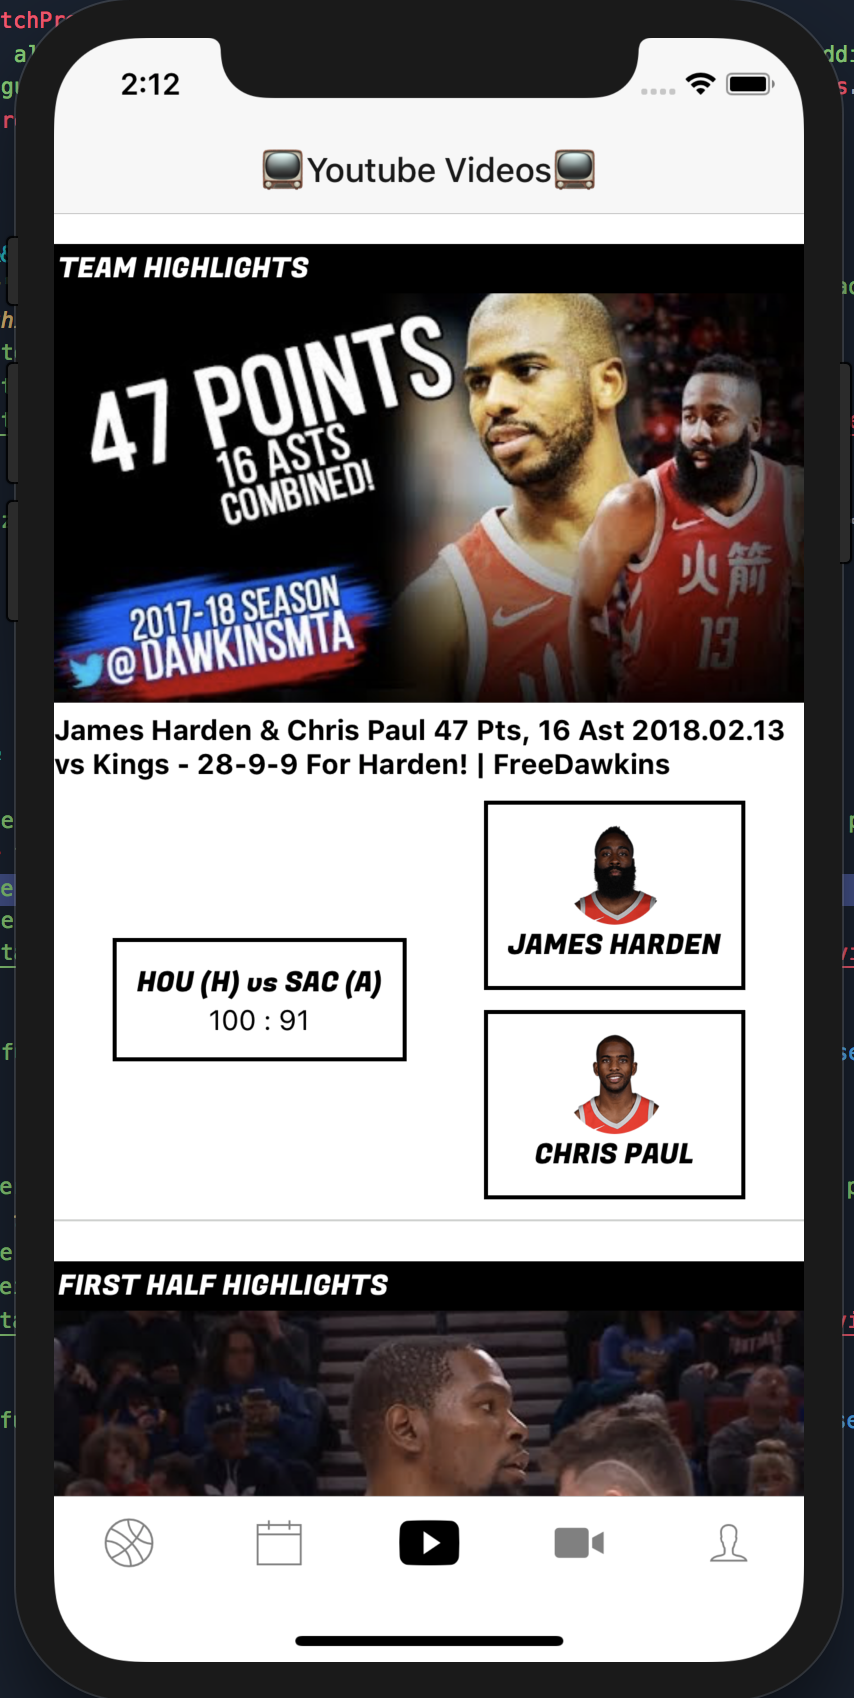 2:12
📺Youtube Videos📺
TEAM HIGHLIGHTS
47 POINTS
16 ASTS
COMBINED!
2017-18 SEASON
@DAWKINSMTA
火箭
13
James Harden & Chris Paul 47 Pts, 16 Ast 2018.02.13
vs Kings - 28-9-9 For Harden! | FreeDawkins
JAMES HARDEN
HOU (H) vs SAC (A)
100 : 91
CHRIS PAUL
FIRST HALF HIGHLIGHTS